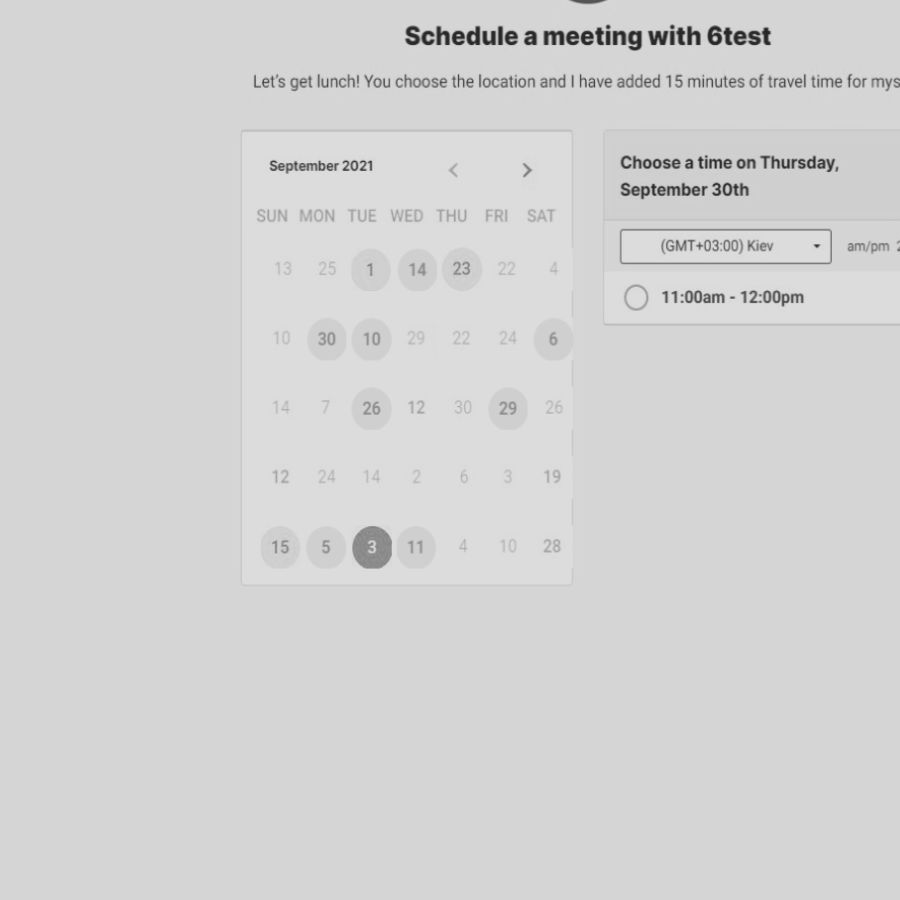 Schedule a meeting with 6test
Let's get lunch! You choose the location and I have added 15 minutes of travel time for mys
September 2021
Choose a time on Thursday,
September 30th
SUN MON TUE WED THU FRI SAT
(GMT+03:00) Kiev am/pm 2
13 25 1 14 23 22 4
11:00am - 12:00pm
10 30 10 29 22 24 6
14 7 26 12 30 29 26
12 24 14 2 6 3 19
15 5 3 11 4 10 28